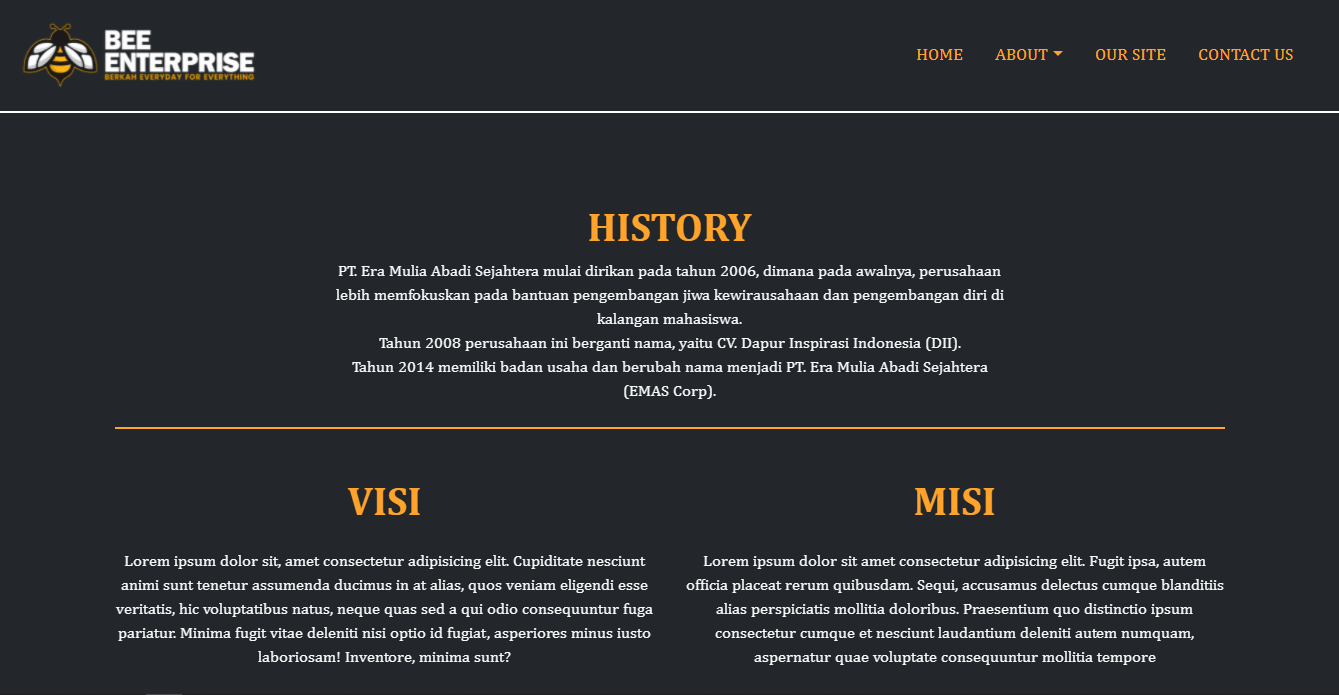 BEE
ENTERPRISE
BERKAH EVERYDAY FOR EVERYTHING
HOME ABOUT OUR SITE CONTACT US
HISTORY
PT. Era Mulia Abadi Sejahtera mulai dirikan pada tahun 2006, dimana pada awalnya, perusahaan
lebih memfokuskan pada bantuan pengembangan jiwa kewirausahaan dan pengembangan diri di
kalangan mahasiswa.
Tahun 2008 perusahaan ini berganti nama, yaitu CV. Dapur Inspirasi Indonesia (DII).
Tahun 2014 memiliki badan usaha dan berubah nama menjadi PT. Era Mulia Abadi Sejahtera
(EMAS Corp).
VISI
Lorem ipsum dolor sit, amet consectetur adipisicing elit. Cupiditate nesciunt
animi sunt tenetur assumenda ducimus in at alias, quos veniam eligendi esse
veritatis, hic voluptatibus natus, neque quas sed a qui odio consequuntur fuga
pariatur. Minima fugit vitae deleniti nisi optio id fugiat, asperiores minus iusto
laboriosam! Inventore, minima sunt?
MISI
Lorem ipsum dolor sit amet consectetur adipisicing elit. Fugit ipsa, autem
officia placeat rerum quibusdam. Sequi, accusamus delectus cumque blanditiis
alias perspiciatis mollitia doloribus. Praesentium quo distinctio ipsum
consectetur cumque et nesciunt laudantium deleniti autem numquam,
aspernatur quae voluptate consequuntur mollitia tempore